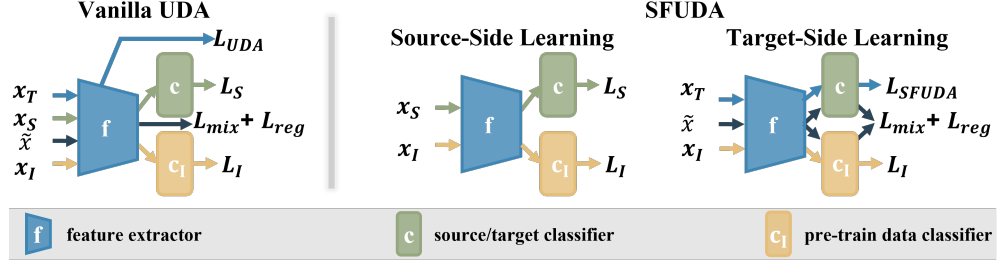 Vanilla UDA
L_UDA
x_T
x_S
x̃
x_I
f
c
c_I
L_S
L_mix + L_reg
L_I
SFUDA
Source-Side Learning
x_S
x_I
f
c
c_I
L_S
L_I
Target-Side Learning
x_T
x̃
x_I
f
c
c_I
L_SFUDA
L_mix + L_reg
L_I
f feature extractor
c source/target classifier
c_I pre-train data classifier